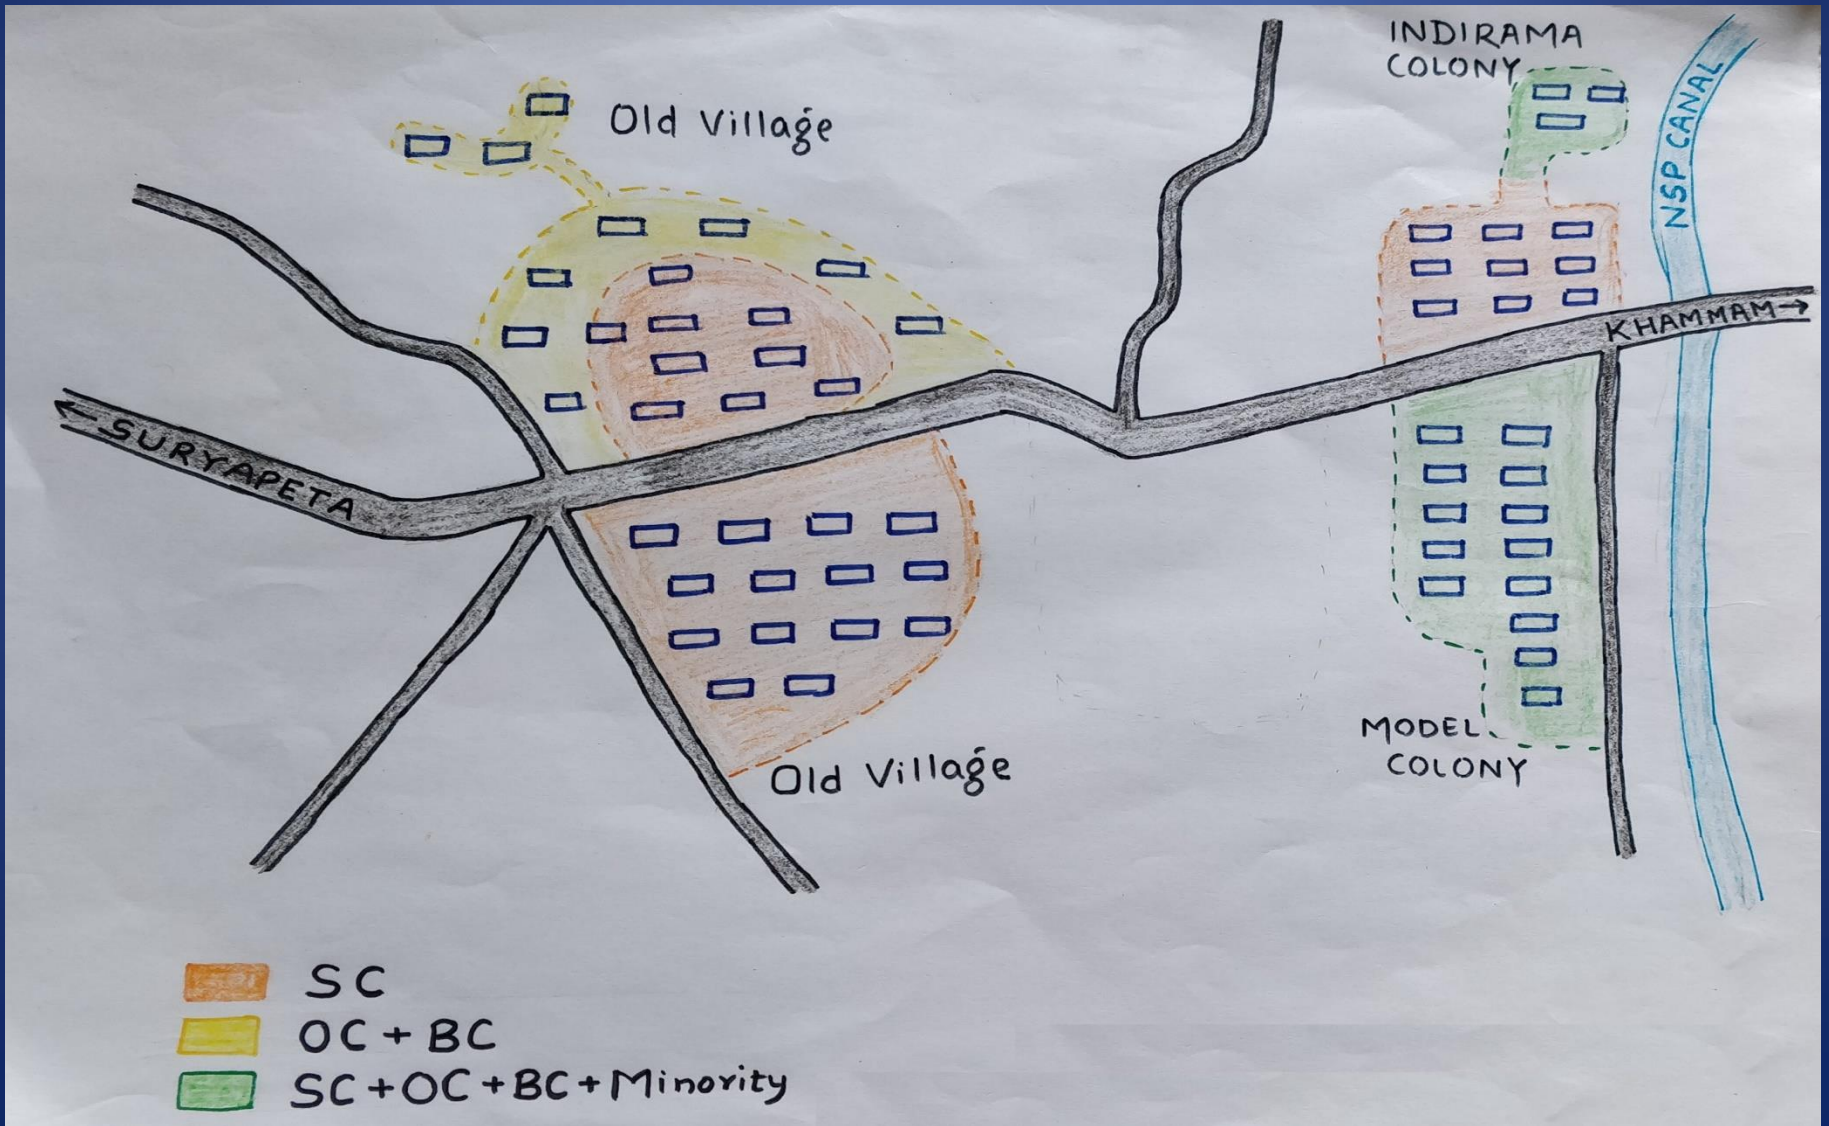 INDIRAMA
COLONY
Old Village
NSP CANAL
KHAMMAM→
←SURYAPETA
MODEL
COLONY
Old Village
SC
OC + BC
SC+OC+BC+Minority